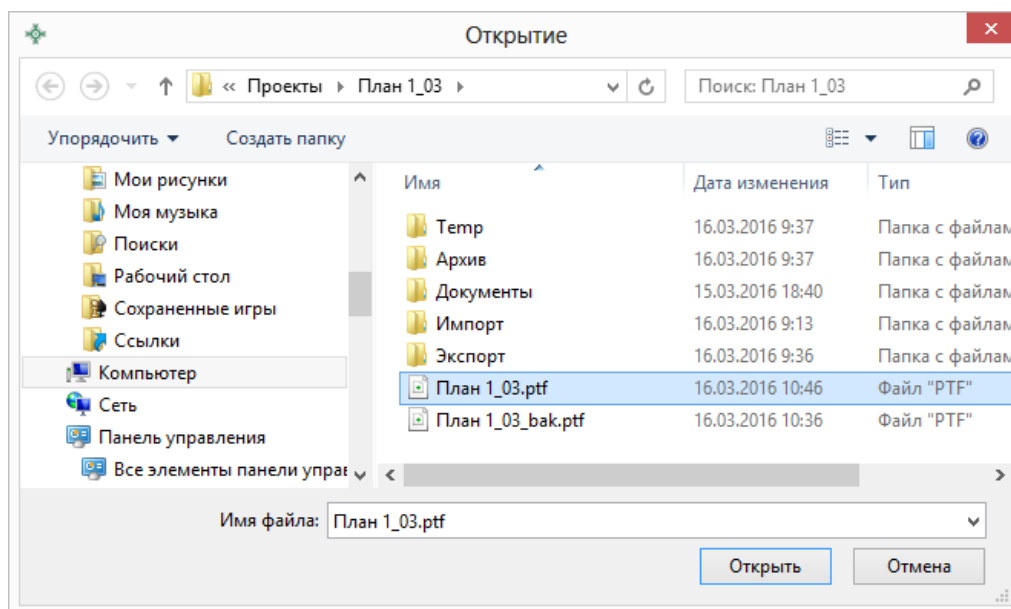 Открытие
« Проекты План 1_03
Поиск: План 1_03
Упорядочить Создать папку
Мои рисунки
Моя музыка
Поиски
Рабочий стол
Сохраненные игры
Ссылки
Компьютер
Сеть
Панель управления
Все элементы панели управ
Имя Дата изменения Тип
Temp 16.03.2016 9:37 Папка с файлам
Архив 16.03.2016 9:37 Папка с файлам
Документы 15.03.2016 18:40 Папка с файлам
Импорт 16.03.2016 9:13 Папка с файлам
Экспорт 16.03.2016 9:36 Папка с файлам
План 1_03.ptf 16.03.2016 10:46 Файл "PTF"
План 1_03_bak.ptf 16.03.2016 10:36 Файл "PTF"
Имя файла: План 1_03.ptf
Открыть Отмена